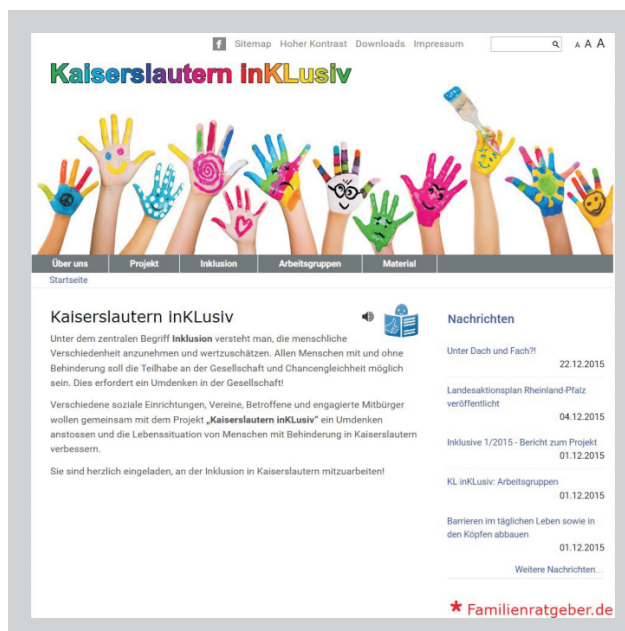 f Sitemap Hoher Kontrast Downloads Impressum A A A
Kaiserslautern inKLusiv
Über uns Projekt Inklusion Arbeitsgruppen Material
Startseite
Kaiserslautern inKLusiv
Unter dem zentralen Begriff Inklusion versteht man, die menschliche
Verschiedenheit anzunehmen und wertzuschätzen. Allen Menschen mit und ohne
Behinderung soll die Teilhabe an der Gesellschaft und Chancengleichheit möglich
sein. Dies erfordert ein Umdenken in der Gesellschaft!
Verschiedene soziale Einrichtungen, Vereine, Betroffene und engagierte Mitbürger
wollen gemeinsam mit dem Projekt „Kaiserslautern inKLusiv“ ein Umdenken
anstossen und die Lebenssituation von Menschen mit Behinderung in Kaiserslautern
verbessern.
Sie sind herzlich eingeladen, an der Inklusion in Kaiserslautern mitzuarbeiten!
Nachrichten
Unter Dach und Fach?!
22.12.2015
Landesaktionsplan Rheinland-Pfalz
veröffentlicht
04.12.2015
Inklusive 1/2015 - Bericht zum Projekt
01.12.2015
KL inKLusiv: Arbeitsgruppen
01.12.2015
Barrieren im täglichen Leben sowie in
den Köpfen abbauen
01.12.2015
Weitere Nachrichten...
* Familienratgeber.de